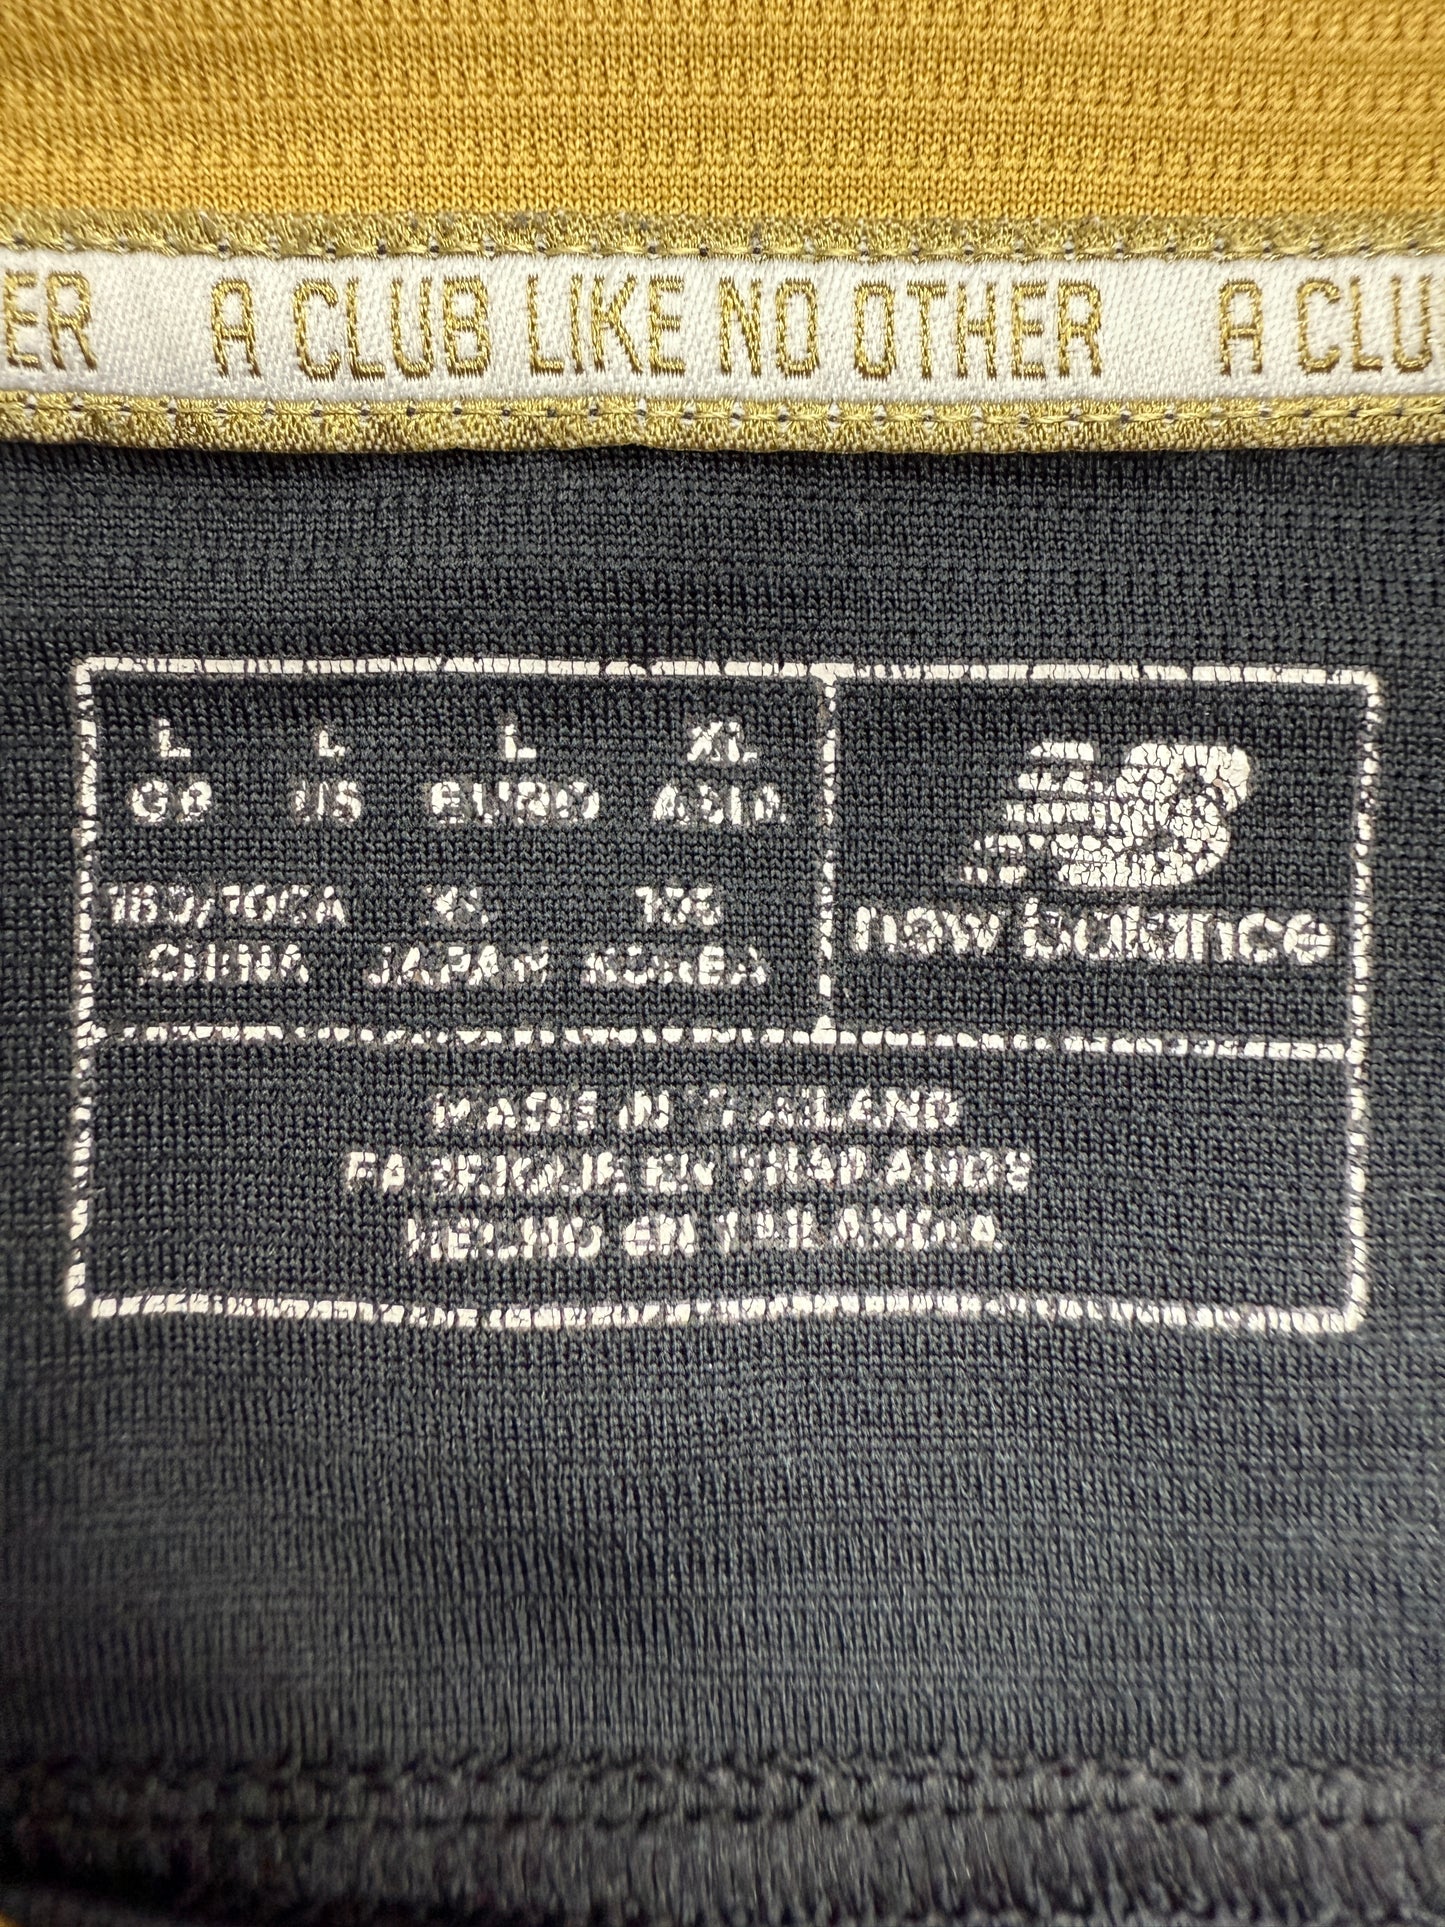 ER A CLUB LIKE NO OTHER A CLU
L L L XL
GB US EURO ASIA
XL
CHINA JAPAN KOREA
new balance
MADE IN THAILAND
FABRIQUE EN THAILANDE
HECHO EN TAILANDIA